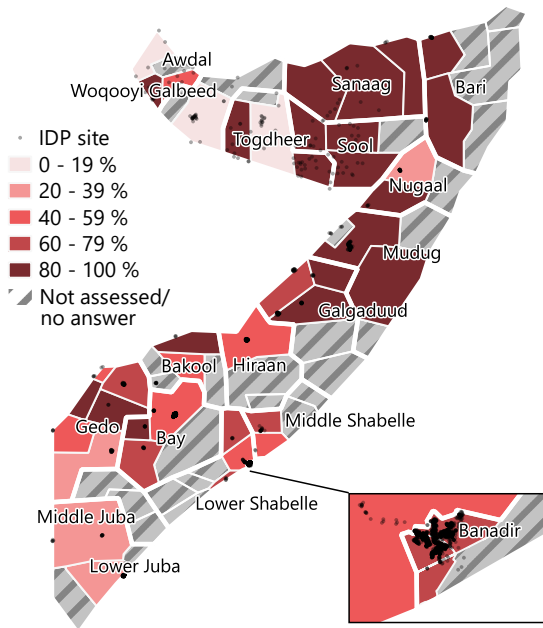 Awdal
Woqooyi Galbeed
Sanaag
Bari
Togdheer
Sool
Nugaal
IDP site
0 - 19 %
20 - 39 %
40 - 59 %
60 - 79 %
80 - 100 %
Not assessed/
no answer
Mudug
Galgaduud
Bakool
Hiraan
Gedo
Bay
Middle Shabelle
Lower Shabelle
Middle Juba
Lower Juba
Banadir